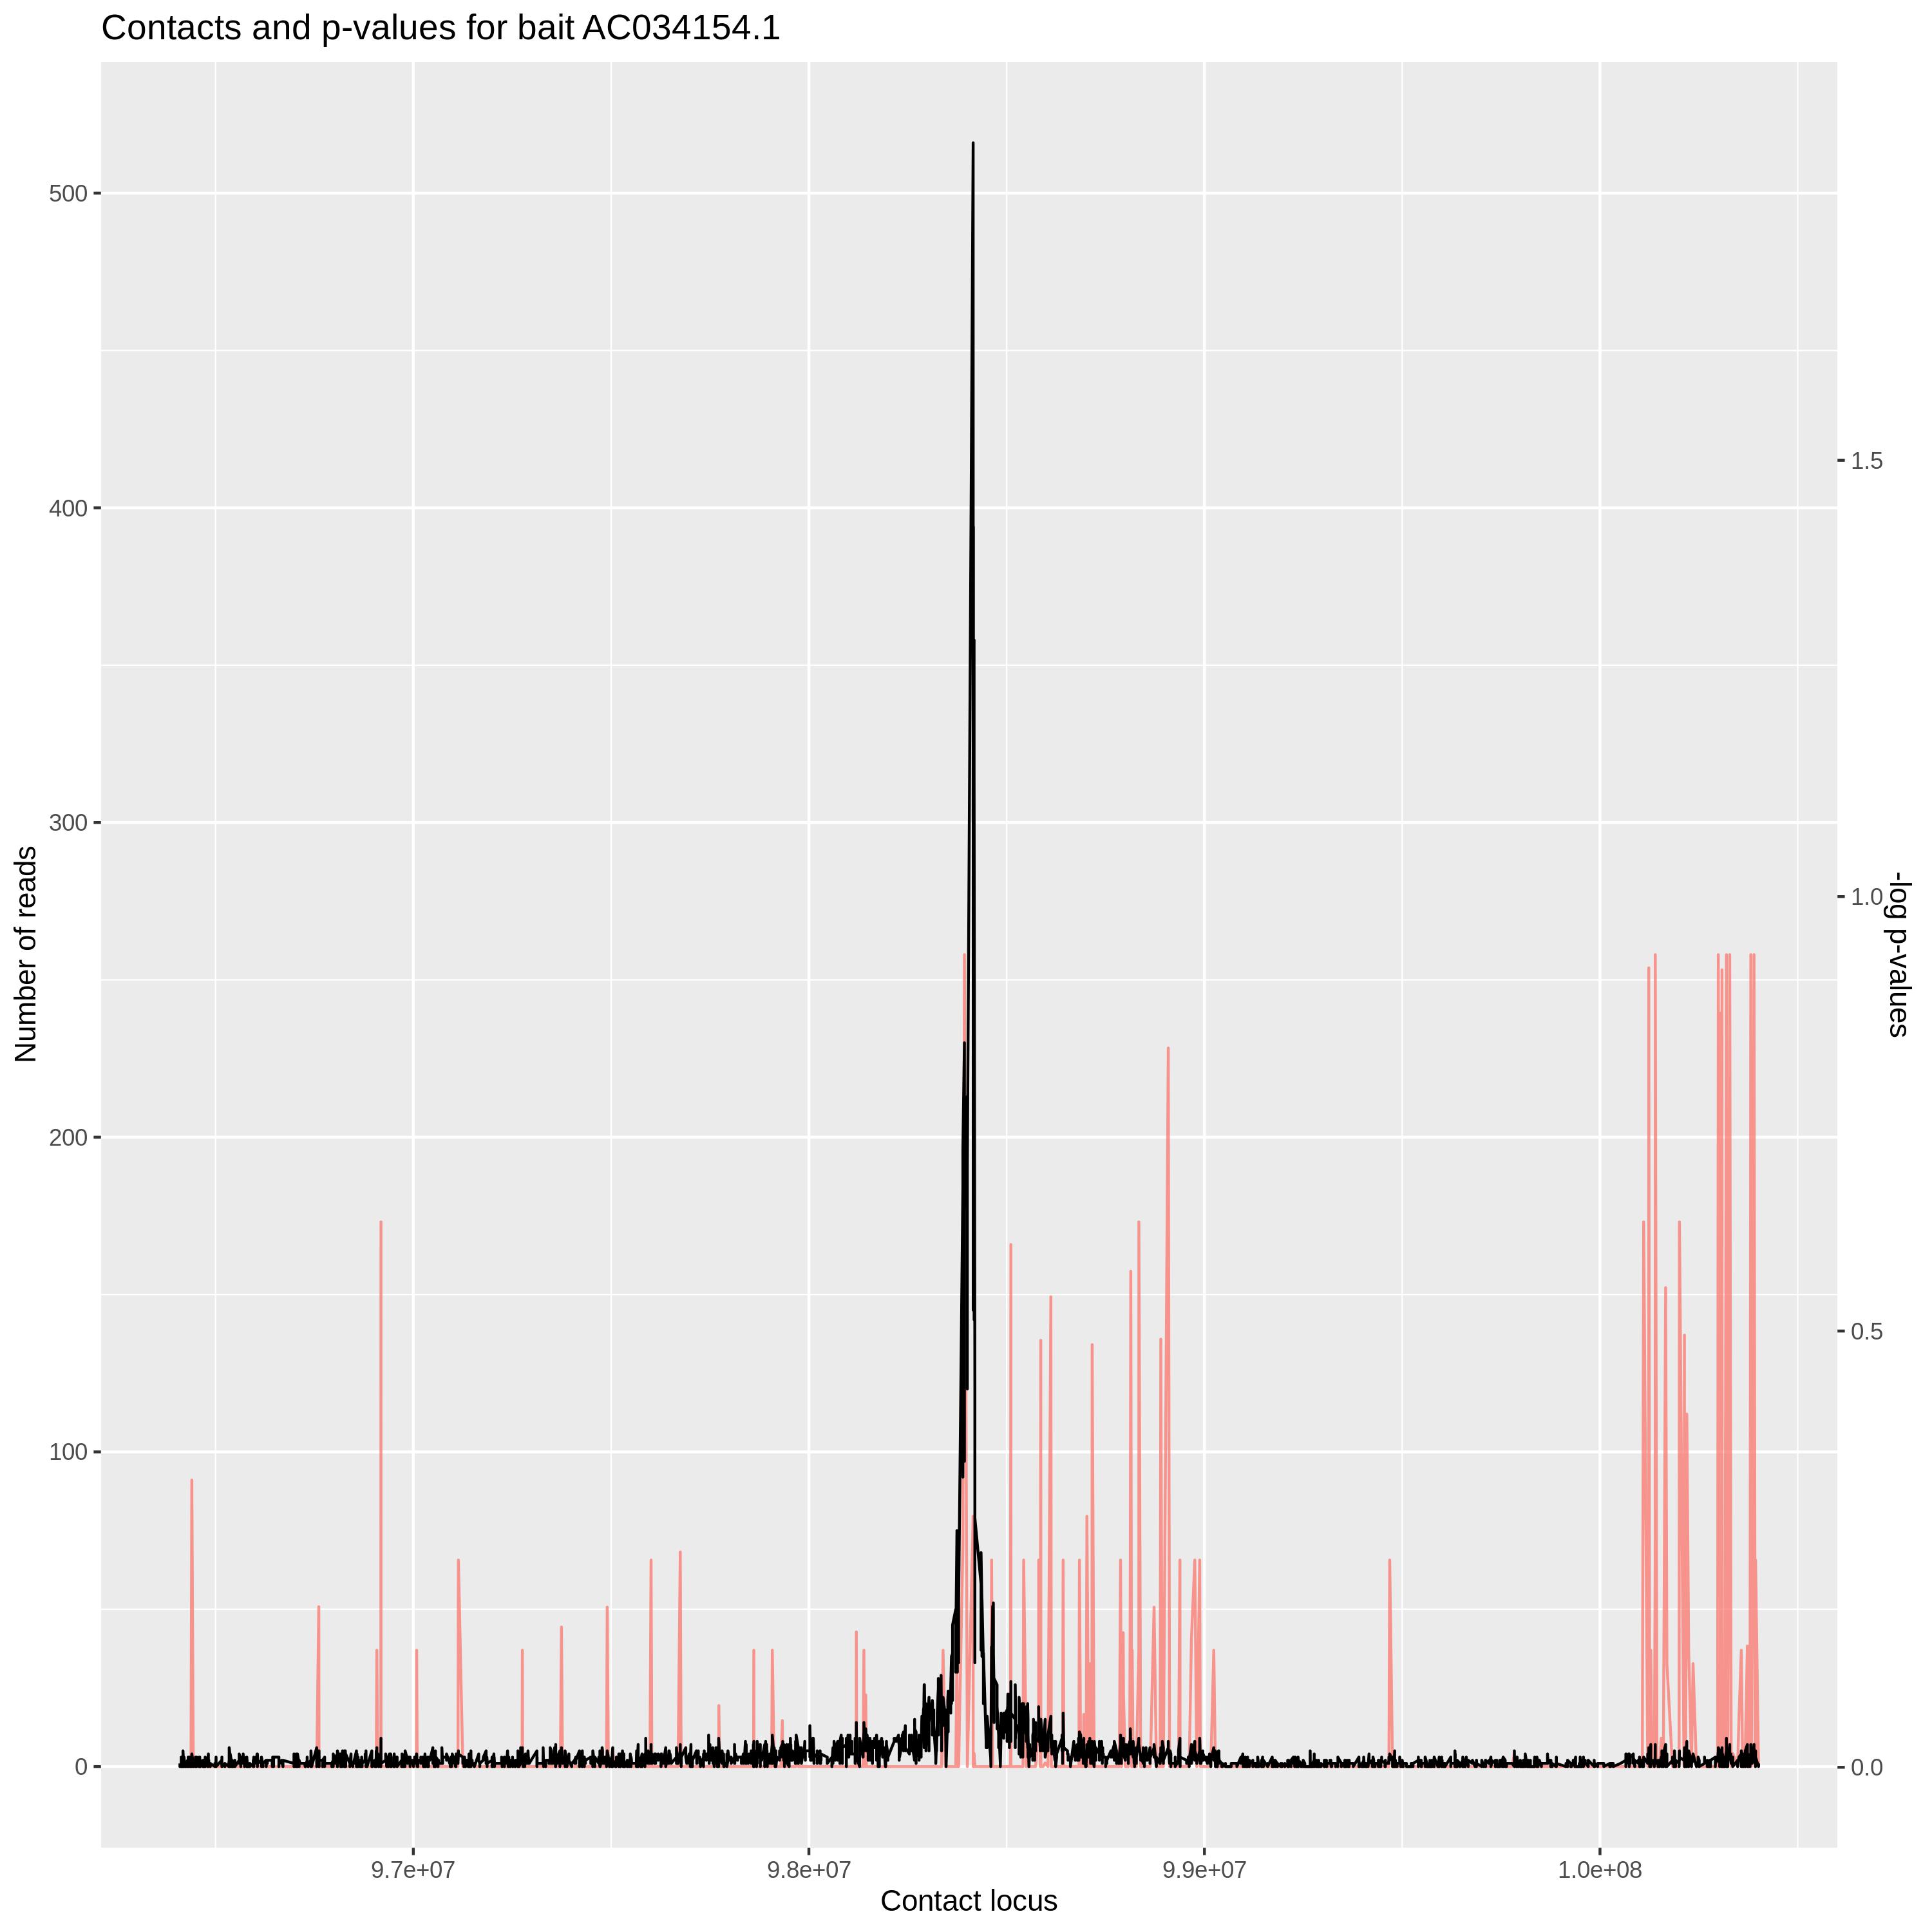 Contacts and p-values for bait AC034154.1
500
400
300
200
100
0
Number of reads
1.5
1.0
0.5
0.0
-log p-values
9.7e+07 9.8e+07 9.9e+07 1.0e+08
Contact locus